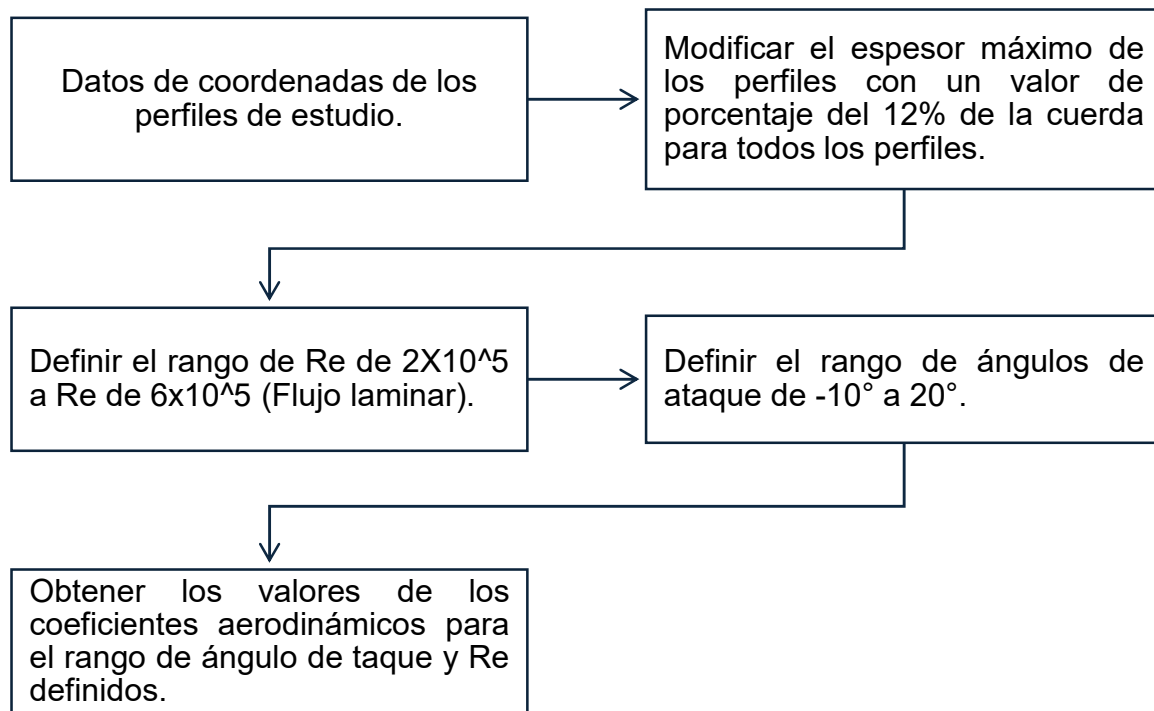 Datos de coordenadas de los
perfiles de estudio.
Modificar el espesor máximo de
los perfiles con un valor de
porcentaje del 12% de la cuerda
para todos los perfiles.
Definir el rango de Re de 2X10^5
a Re de 6x10^5 (Flujo laminar).
Definir el rango de ángulos de
ataque de -10° a 20°.
Obtener los valores de los
coeficientes aerodinámicos para
el rango de ángulo de taque y Re
definidos.